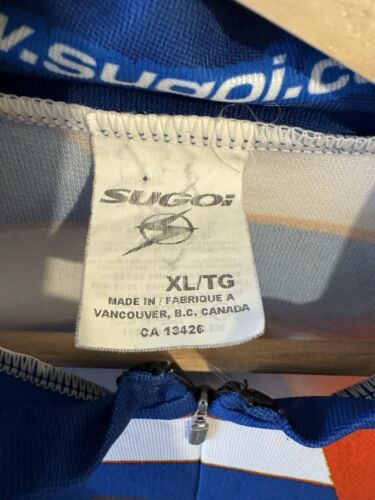 w.sugoi.c
SUGOi
XL/TG
MADE IN / FABRIQUE A
VANCOUVER, B.C. CANADA
CA 13426